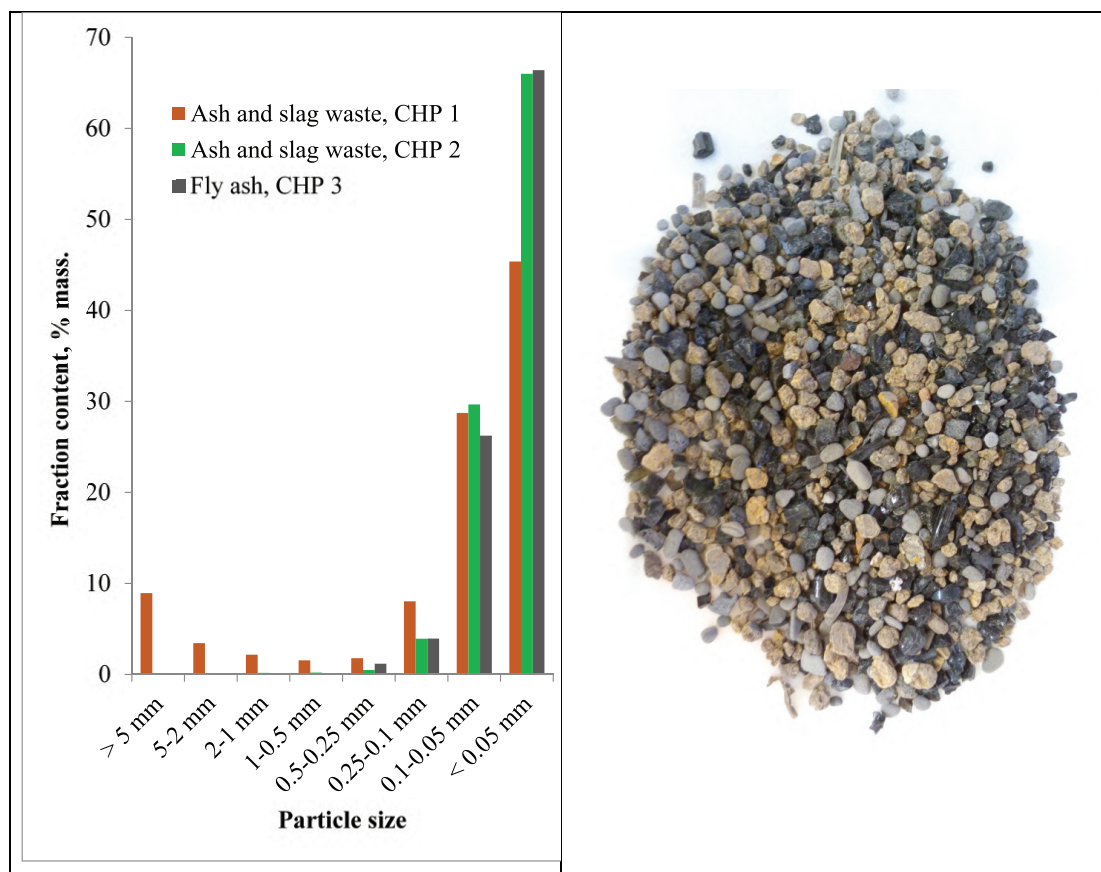 70
60
50
40
30
20
10
0
Fraction content, % mass.
Ash and slag waste, CHP 1
Ash and slag waste, CHP 2
Fly ash, CHP 3
> 5 mm
5-2 mm
2-1 mm
1-0.5 mm
0.5-0.25 mm
0.25-0.1 mm
0.1-0.05 mm
< 0.05 mm
Particle size